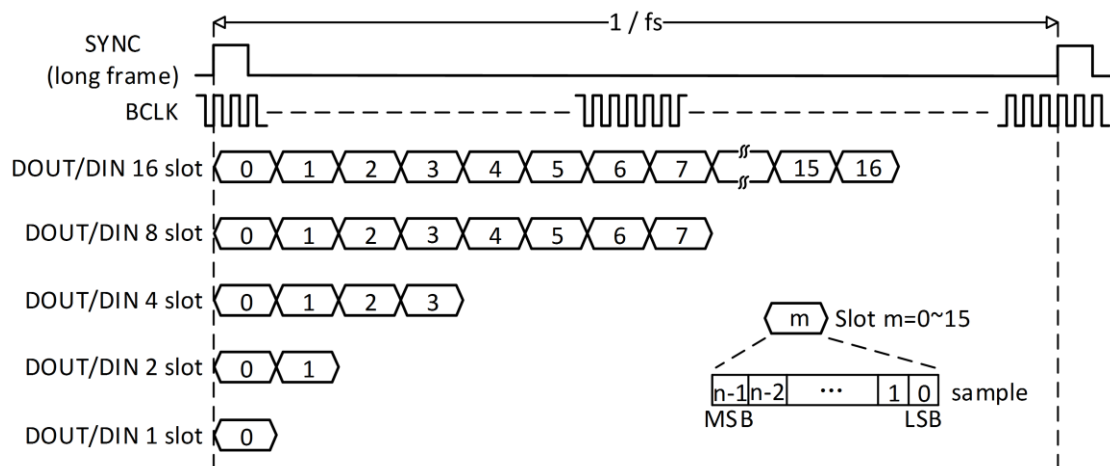 1 / fs
SYNC
(long frame)
BCLK
DOUT/DIN 16 slot 0 1 2 3 4 5 6 7 15 16
DOUT/DIN 8 slot 0 1 2 3 4 5 6 7
DOUT/DIN 4 slot 0 1 2 3
m Slot m=0~15
DOUT/DIN 2 slot 0 1
n-1 n-2 ... 1 0 sample
MSB LSB
DOUT/DIN 1 slot 0